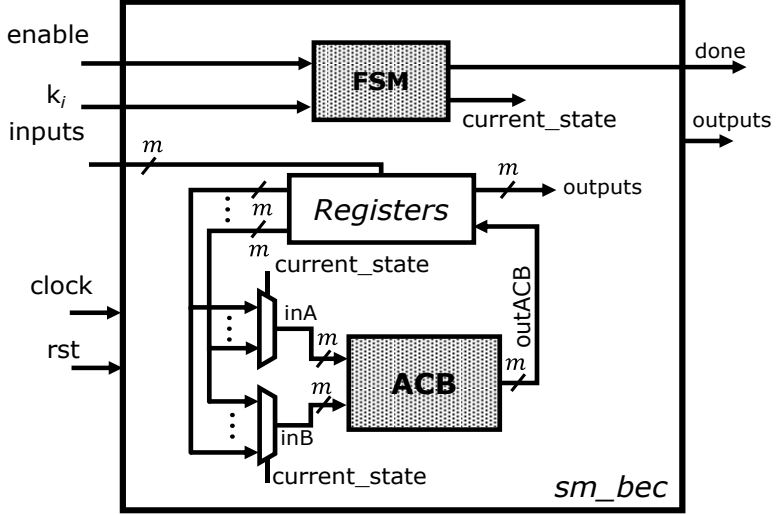 enable
done
FSM
k_i
current_state
outputs
inputs
m
m
outputs
Registers
m
m
current_state
clock
inA
m
outACB
rst
ACB
m
m
inB
current_state
sm_bec